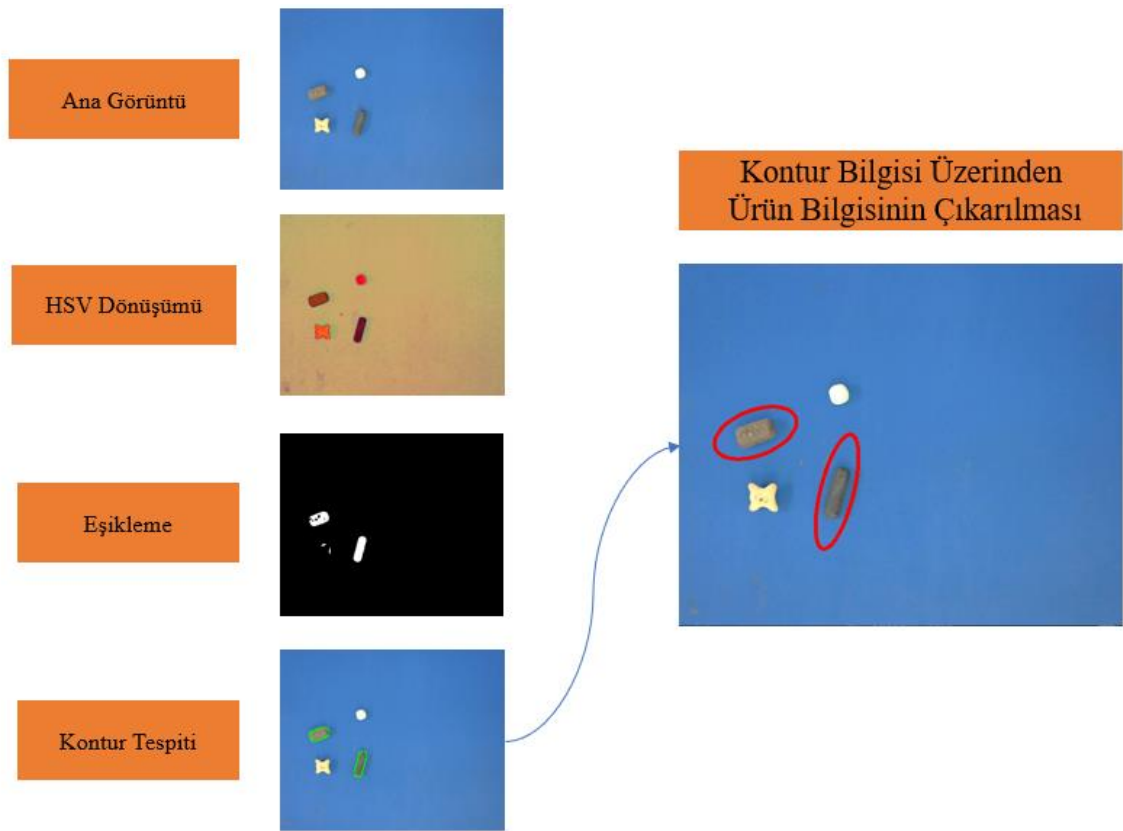 Ana Görüntü
HSV Dönüşümü
Eşikleme
Kontur Tespiti
Kontur Bilgisi Üzerinden
Ürün Bilgisinin Çıkarılması